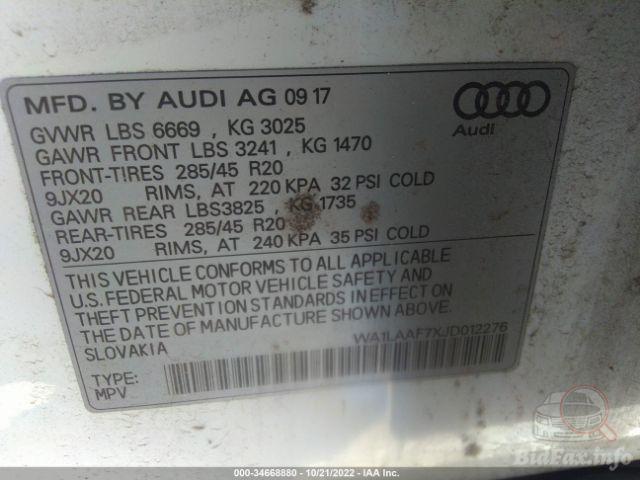 MFD. BY AUDI AG 09 17
Audi
GVWR LBS 6669 , KG 3025
GAWR FRONT LBS 3241 , KG 1470
FRONT-TIRES 285/45 R20
9JX20 RIMS, AT 220 KPA 32 PSI COLD
GAWR REAR LBS3825 , KG 1735
REAR-TIRES 285/45 R20
9JX20 RIMS, AT 240 KPA 35 PSI COLD
THIS VEHICLE CONFORMS TO ALL APPLICABLE
U.S. FEDERAL MOTOR VEHICLE SAFETY AND
THEFT PREVENTION STANDARDS IN EFFECT ON
THE DATE OF MANUFACTURE SHOWN ABOVE.
SLOVAKIA
WA1LAAF7XJD012276
TYPE:
MPV
000-34668880 - 10/21/2022 - IAA Inc.
BidFax.info